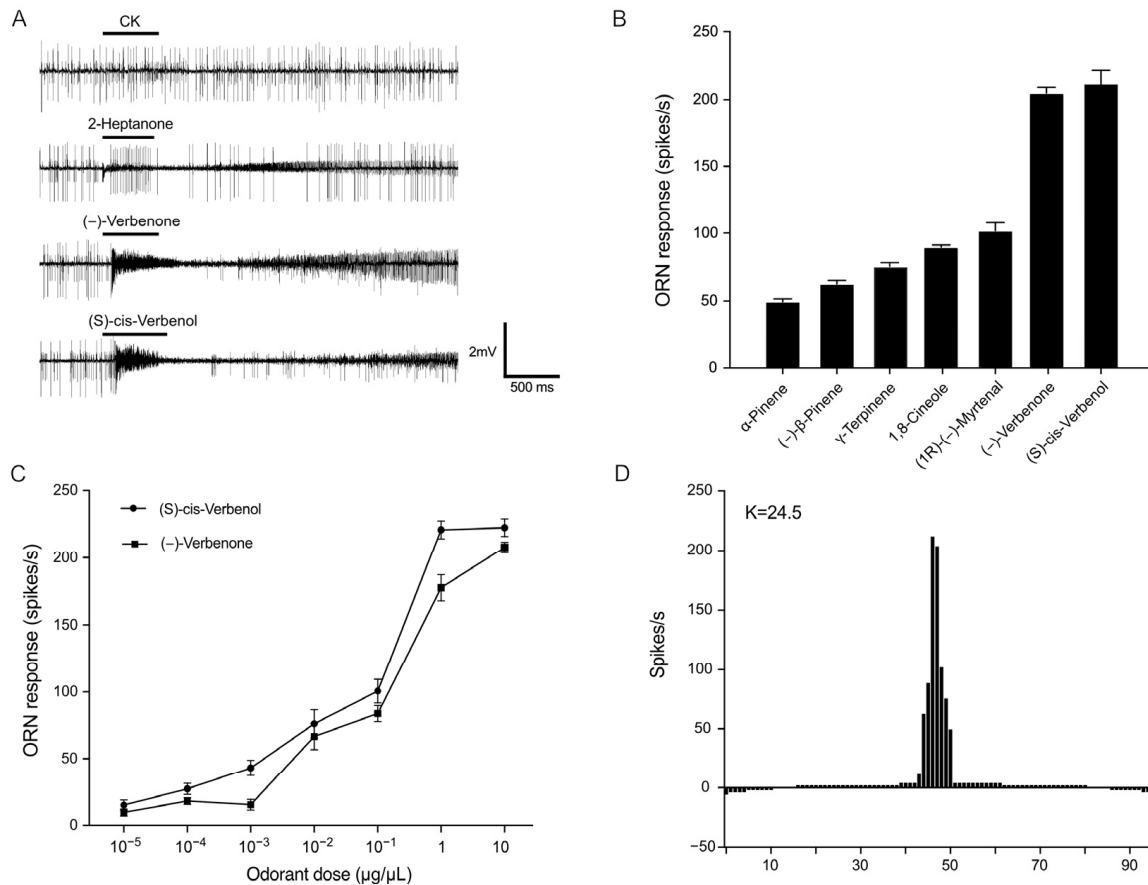 A
CK
2-Heptanone
(−)-Verbenone
(S)-cis-Verbenol
2mV
500 ms
B
ORN response (spikes/s)
250
200
150
100
50
0
α-Pinene
(−)-β-Pinene
γ-Terpinene
1,8-Cineole
(1R)-(−)-Myrtenal
(−)-Verbenone
(S)-cis-Verbenol
C
ORN response (spikes/s)
250
200
150
100
50
0
(S)-cis-Verbenol
(−)-Verbenone
10⁻⁵ 10⁻⁴ 10⁻³ 10⁻² 10⁻¹ 1 10
Odorant dose (μg/μL)
D
K=24.5
Spikes/s
250
200
150
100
50
0
−50
10 30 50 70 90